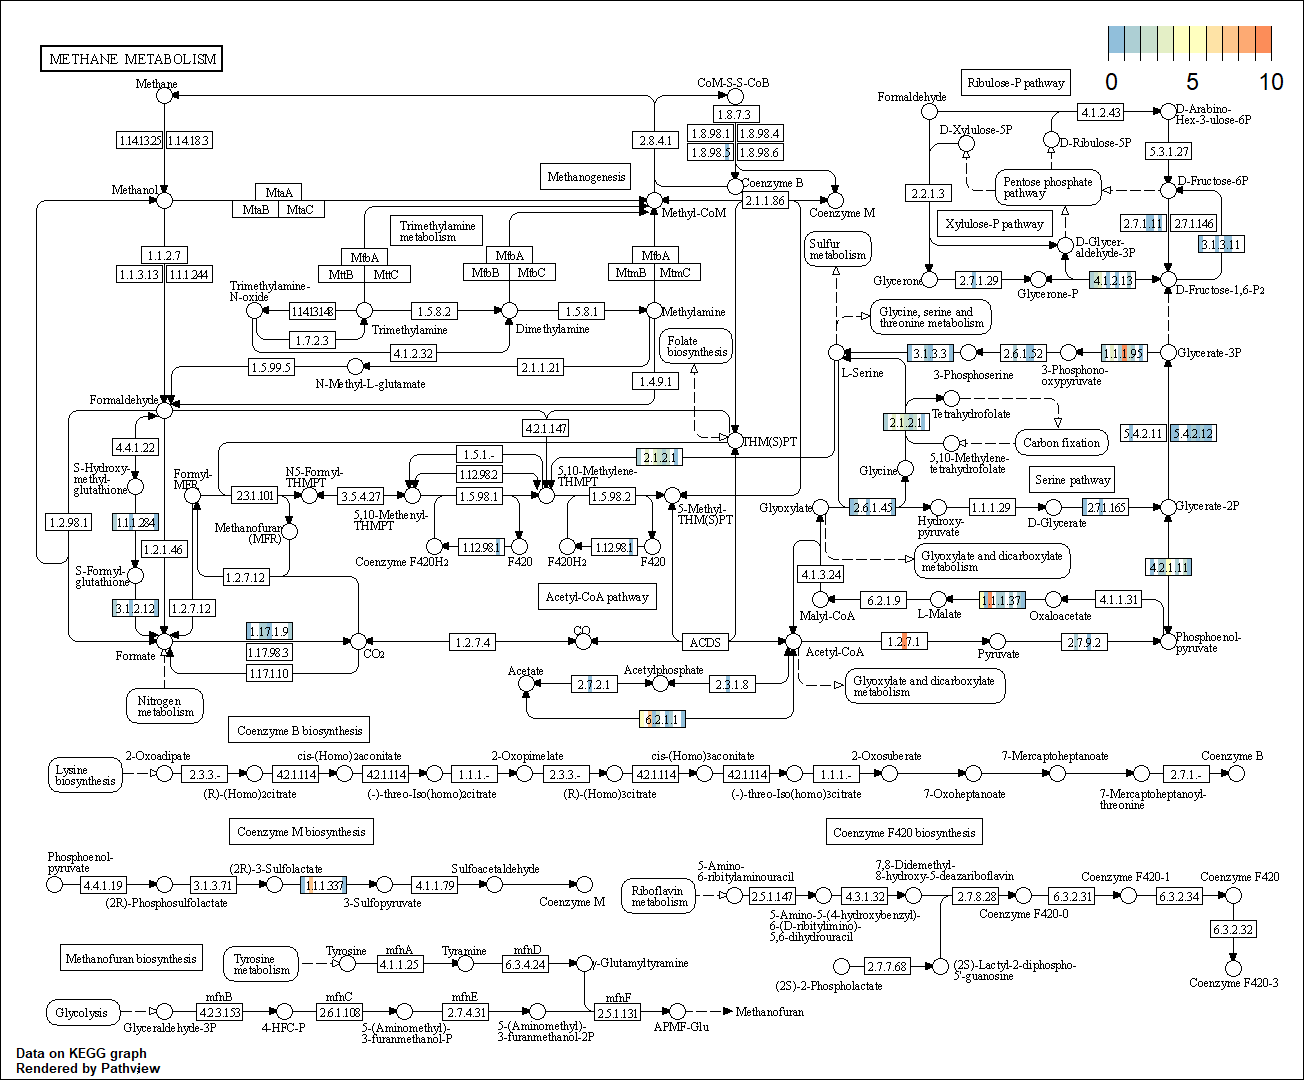 METHANE METABOLISM
0 5 10
Methane
CoM-S-S-CoB
Ribulose-P pathway
Formaldehyde
D-Arabino-
Hex-3-ulose-6P
4.1.2.43
1.8.7.3
1.14.13.25
1.14.18.3
2.8.4.1
1.8.98.1
1.8.98.4
1.8.98.5
1.8.98.6
D-Xylulose-5P
D-Ribulose-5P
5.3.1.27
Methanogenesis
Methanol
MtaA
MtaB
MtaC
Coenzyme B
2.1.1.86
Coenzyme M
Methyl-CoM
Pentose phosphate
pathway
D-Fructose-6P
2.2.1.3
Xylulose-P pathway
2.7.1.11
2.7.1.146
3.1.3.11
Trimethylamine
metabolism
Sulfur
metabolism
D-Glycer-
aldehyde-3P
1.1.2.7
1.1.3.13
1.1.1.244
MtbA
MttB
MttC
MtbA
MtbB
MtbC
MtbA
MtmB
MtmC
Glycerone
2.7.1.29
Glycerone-P
4.1.2.13
D-Fructose-1,6-P2
Trimethylamine-
N-oxide
1.14.13.148
Trimethylamine
1.5.8.2
Dimethylamine
1.5.8.1
Methylamine
1.7.2.3
4.1.2.32
Glycine, serine and
threonine metabolism
Folate
biosynthesis
1.5.99.5
N-Methyl-L-glutamate
2.1.1.21
1.4.9.1
L-Serine
3.1.3.3
3-Phosphoserine
2.6.1.52
3-Phosphono-
oxypyruvate
1.1.1.95
Glycerate-3P
Formaldehyde
Tetrahydrofolate
2.1.2.1
4.2.1.147
THM(S)PT
Carbon fixation
5.4.2.11
5.4.2.12
4.4.1.22
1.5.1.-
2.1.2.1
5,10-Methylene-
tetrahydrofolate
S-Hydroxy-
methyl-
glutathione
Formyl-
MFR
N5-Formyl-
THMPT
1.12.98.2
5,10-Methylene-
THMPT
Glycine
Serine pathway
2.3.1.101
3.5.4.27
1.5.98.1
1.5.98.2
5,10-Methenyl-
THMPT
5-Methyl-
THM(S)PT
Glyoxylate
2.6.1.45
Hydroxy-
pyruvate
1.1.1.29
D-Glycerate
2.7.1.165
Glycerate-2P
1.2.98.1
1.1.1.284
Methanofuran
(MFR)
1.2.1.46
1.12.98.1
1.12.98.1
Coenzyme F420H2
F420
F420H2
F420
Glyoxylate and dicarboxylate
metabolism
S-Formyl-
glutathione
1.2.7.12
4.1.3.24
4.2.1.11
3.1.2.12
1.2.7.12
Acetyl-CoA pathway
Malyl-CoA
6.2.1.9
L-Malate
1.1.1.37
Oxaloacetate
4.1.1.31
1.17.1.9
1.17.98.3
1.17.1.10
Formate
CO2
1.2.7.4
CO
ACDS
Acetyl-CoA
1.2.7.1
Pyruvate
2.7.9.2
Phosphoenol-
pyruvate
Acetate
2.7.2.1
Acetylphosphate
2.3.1.8
Glyoxylate and dicarboxylate
metabolism
Nitrogen
metabolism
6.2.1.1
Coenzyme B biosynthesis
Lysine
biosynthesis
2-Oxoadipate
2.3.3.-
(R)-(Homo)2citrate
4.2.1.114
cis-(Homo)2aconitate
4.2.1.114
(-)-threo-Iso(homo)2citrate
1.1.1.-
2-Oxopimelate
2.3.3.-
(R)-(Homo)3citrate
4.2.1.114
cis-(Homo)3aconitate
4.2.1.114
(-)-threo-Iso(homo)3citrate
1.1.1.-
2-Oxosuberate
7-Oxoheptanoate
7-Mercaptoheptanoate
7-Mercaptoheptanoyl-
threonine
2.7.1.-
Coenzyme B
Coenzyme M biosynthesis
Coenzyme F420 biosynthesis
Phosphoenol-
pyruvate
4.4.1.19
(2R)-Phosphosulfolactate
3.1.3.71
(2R)-3-Sulfolactate
1.1.1.337
3-Sulfopyruvate
4.1.1.79
Sulfoacetaldehyde
Coenzyme M
Riboflavin
metabolism
5-Amino-
6-ribitylaminouracil
2.5.1.147
5-Amino-5-(4-hydroxybenzyl)-
6-(D-ribitylimino)-
5,6-dihydrouracil
4.3.1.32
7,8-Didemethyl-
8-hydroxy-5-deazariboflavin
2.7.8.28
Coenzyme F420-0
6.3.2.31
Coenzyme F420-1
6.3.2.34
Coenzyme F420
6.3.2.32
Coenzyme F420-3
2.7.7.68
(2S)-2-Phospholactate
(2S)-Lactyl-2-diphospho-
5'-guanosine
Methanofuran biosynthesis
Tyrosine
metabolism
Tyrosine
mfnA
4.1.1.25
Tyramine
mfnD
6.3.4.24
γ-Glutamyltyramine
Glycolysis
Glyceraldehyde-3P
mfnB
4.2.3.153
4-HFC-P
mfnC
2.6.1.108
5-(Aminomethyl)-
3-furanmethanol-P
mfnE
2.7.4.31
5-(Aminomethyl)-
3-furanmethanol-2P
mfnF
2.5.1.131
APMF-Glu
Methanofuran
Data on KEGG graph
Rendered by Pathview